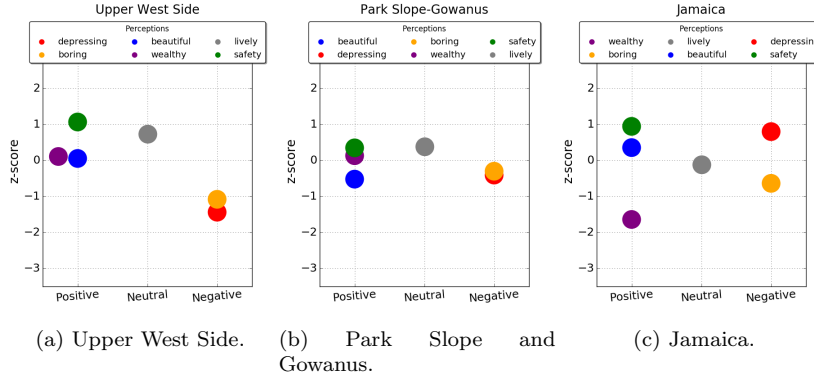 Upper West Side
Perceptions
depressing beautiful lively
boring wealthy safety
z-score
2
1
0
−1
−2
−3
Positive Neutral Negative
(a) Upper West Side.
Park Slope-Gowanus
Perceptions
beautiful boring safety
depressing wealthy lively
z-score
2
1
0
−1
−2
−3
Positive Neutral Negative
(b) Park Slope and
Gowanus.
Jamaica
Perceptions
wealthy lively depressin
boring beautiful safety
z-score
2
1
0
−1
−2
−3
Positive Neutral Negative
(c) Jamaica.